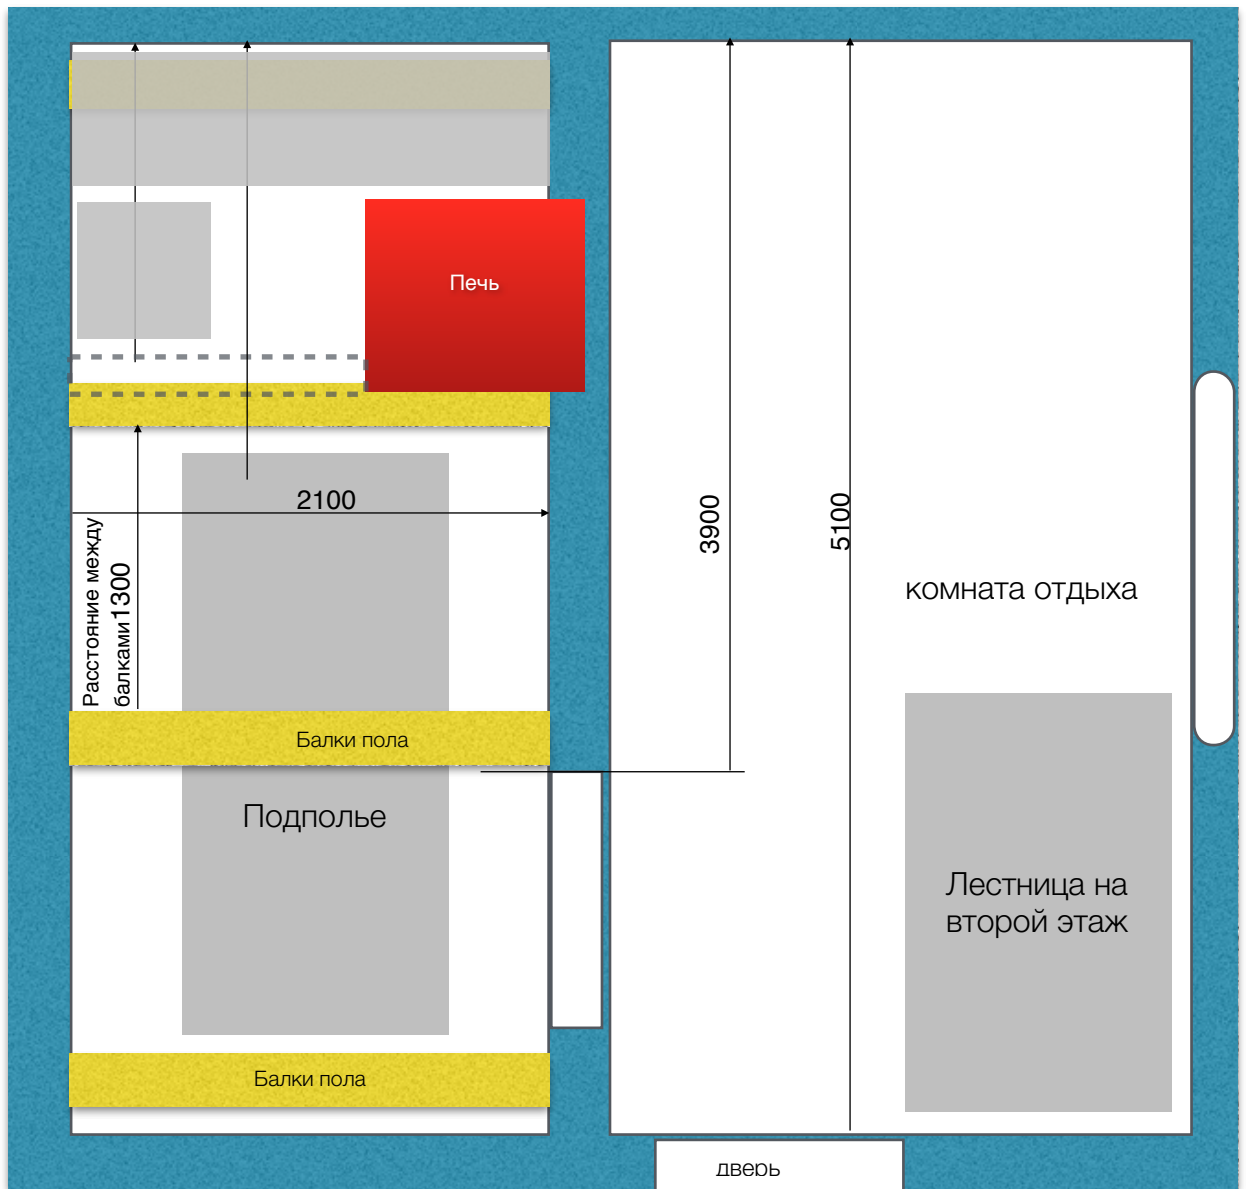 Печь
2100
Расстояние между
балками1300
3900
5100
комната отдыха
Балки пола
Подполье
Лестница на
второй этаж
Балки пола
дверь